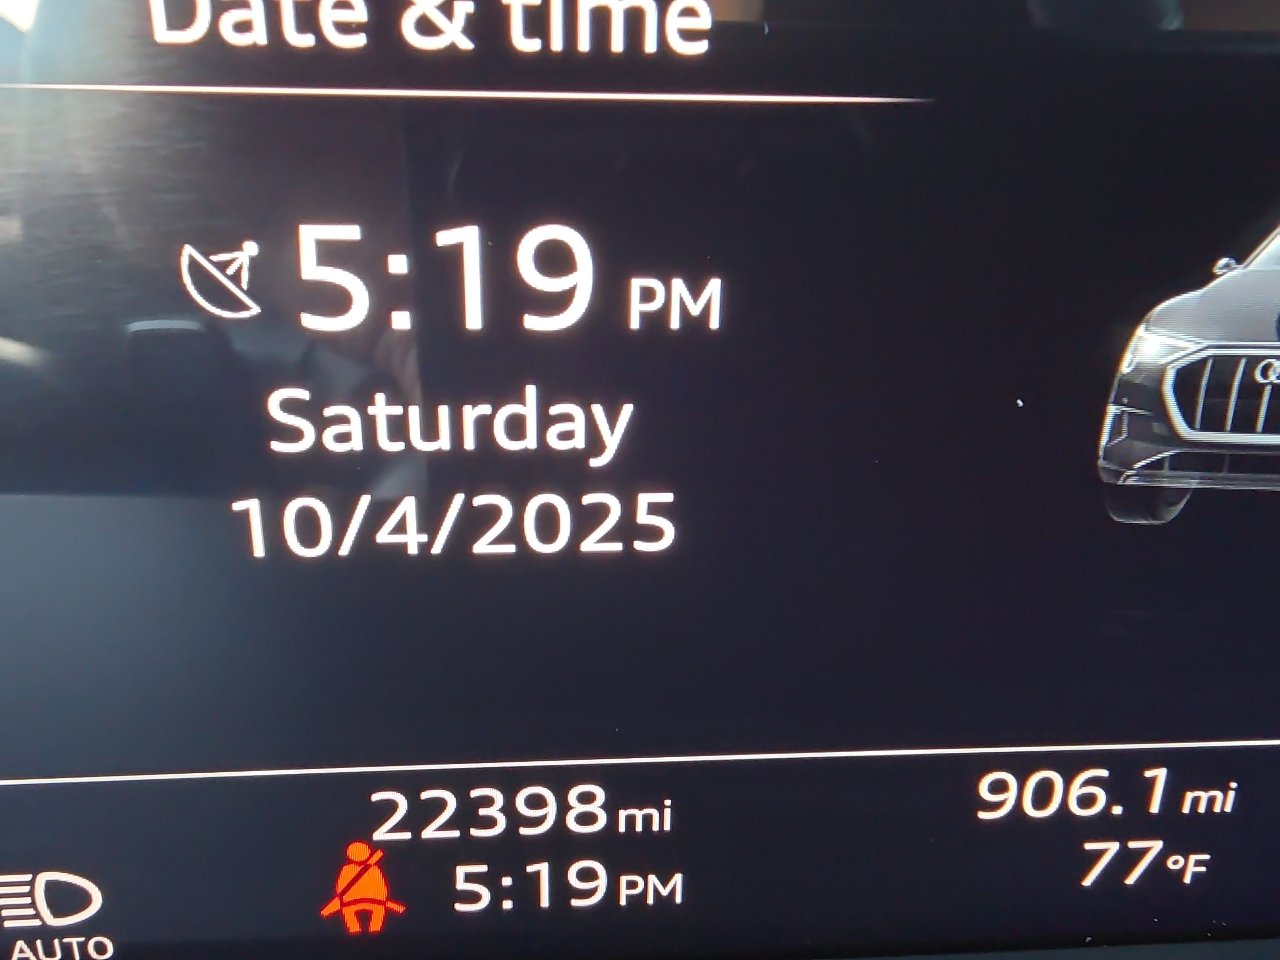 Date & time
5:19 PM
Saturday
10/4/2025
22398 mi
906.1 mi
5:19 PM
77°F
AUTO